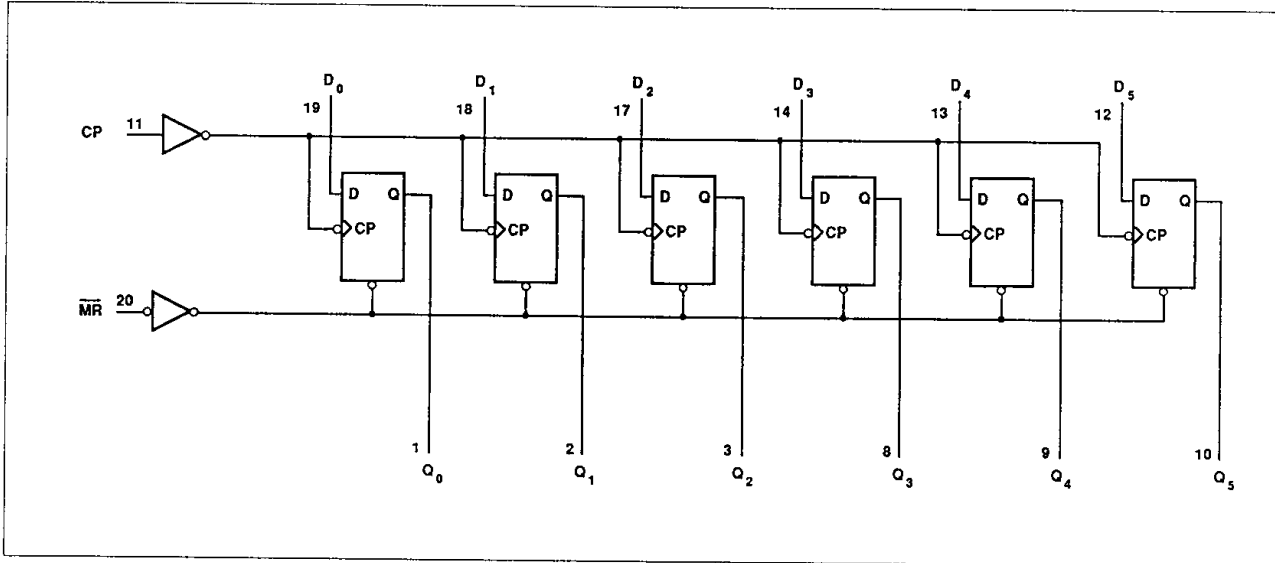 D0 D1 D2 D3 D4 D5
19 18 17 14 13 12
CP 11
D Q D Q D Q D Q D Q D Q
CP CP CP CP CP CP
M̅R̅ 20
1 2 3 8 9 10
Q0 Q1 Q2 Q3 Q4 Q5